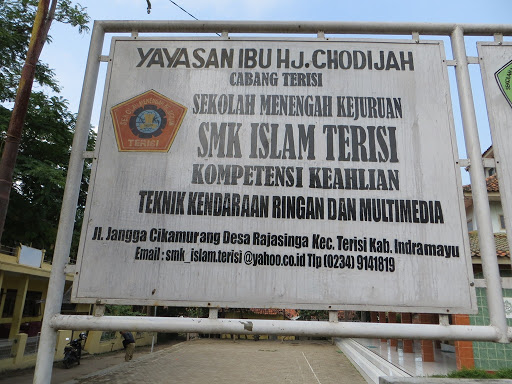 YAYASAN IBU HJ.CHODIJAH
CABANG TERISI
SEKOLAH MENENGAH KEJURUAN
SMK ISLAM TERISI
KOMPETENSI KEAHLIAN
TEKNIK KENDARAAN RINGAN DAN MULTIMEDIA
Jl. Jangga Cikamurang Desa Rajasinga Kec. Terisi Kab. Indramayu
Email : smk_islam.terisi @yahoo.co.id Tlp (0234) 9141819
TERISI